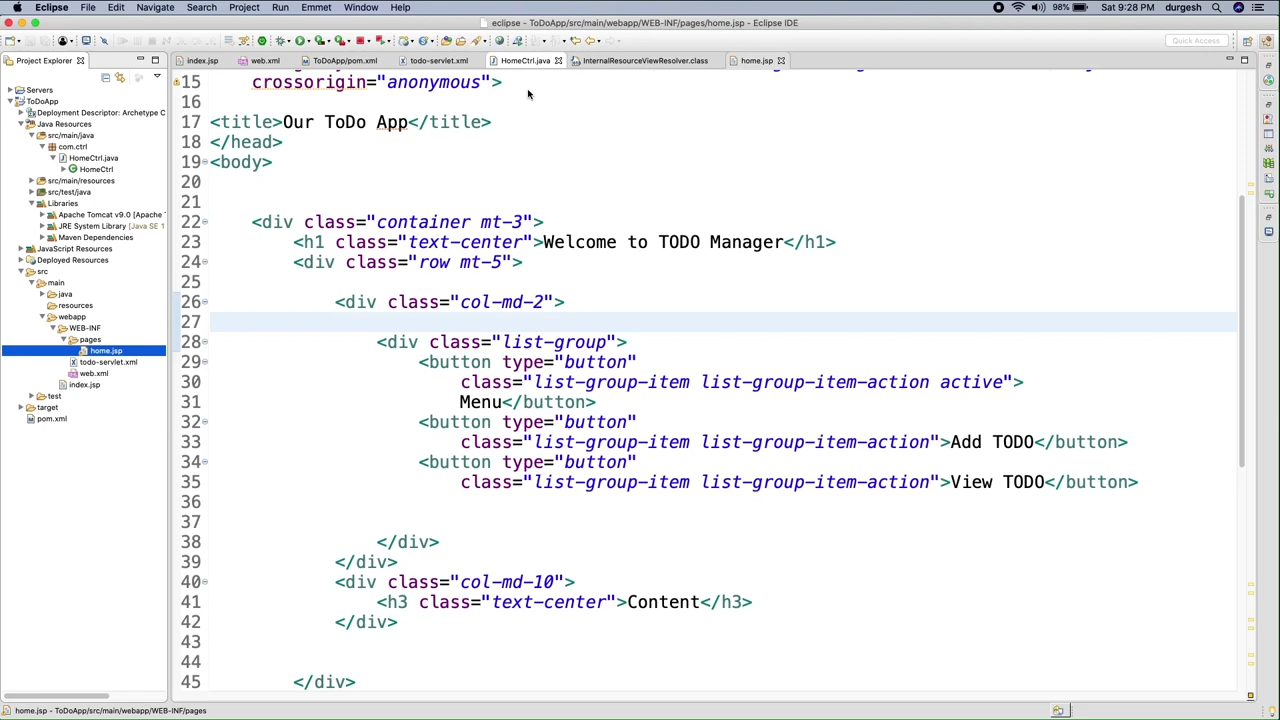 Eclipse File Edit Navigate Search Project Run Emmet Window Help 98% Sat 9:28 PM durgesh
eclipse - ToDoApp/src/main/webapp/WEB-INF/pages/home.jsp - Eclipse IDE
Quick Access
Project Explorer
index.jsp web.xml ToDoApp/pom.xml todo-servlet.xml HomeCtrl.java InternalResourceViewResolver.class home.jsp
Servers
ToDoApp
Deployment Descriptor: Archetype C
Java Resources
src/main/java
com.ctrl
HomeCtrl.java
HomeCtrl
src/main/resources
src/test/java
Libraries
Apache Tomcat v9.0 [Apache T
JRE System Library [Java SE 1
Maven Dependencies
JavaScript Resources
Deployed Resources
src
main
java
resources
webapp
WEB-INF
pages
home.jsp
todo-servlet.xml
web.xml
index.jsp
test
target
pom.xml
15 crossorigin="anonymous">
16
17 <title>Our ToDo App</title>
18 </head>
19 <body>
20
21
22 <div class="container mt-3">
23 <h1 class="text-center">Welcome to TODO Manager</h1>
24 <div class="row mt-5">
25
26 <div class="col-md-2">
27
28 <div class="list-group">
29 <button type="button"
30 class="list-group-item list-group-item-action active">
31 Menu</button>
32 <button type="button"
33 class="list-group-item list-group-item-action">Add TODO</button>
34 <button type="button"
35 class="list-group-item list-group-item-action">View TODO</button>
36
37
38 </div>
39 </div>
40 <div class="col-md-10">
41 <h3 class="text-center">Content</h3>
42 </div>
43
44
45 </div>
home.jsp - ToDoApp/src/main/webapp/WEB-INF/pages